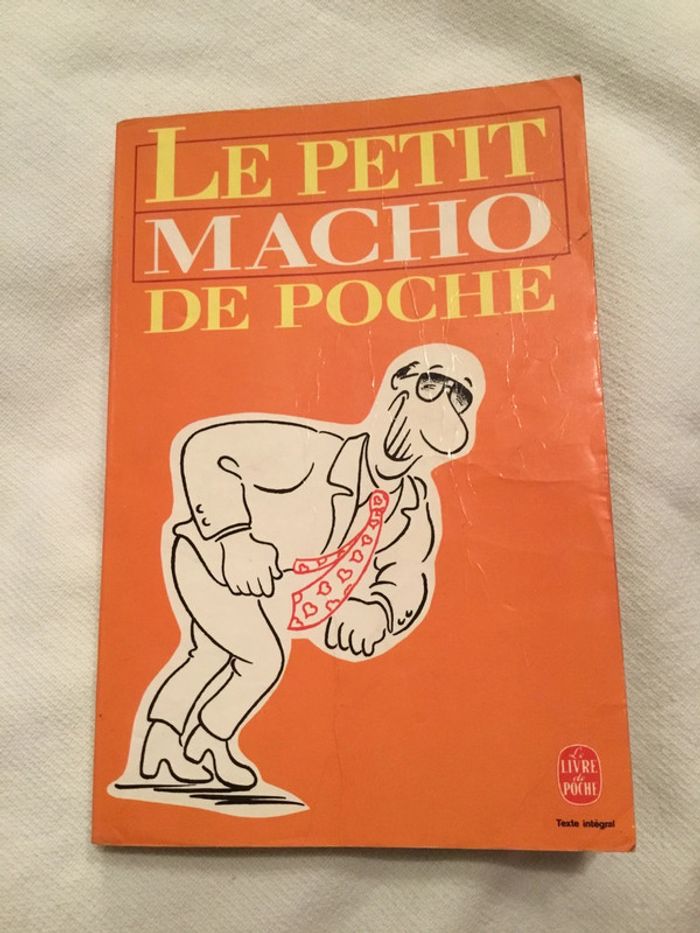 LE PETIT
MACHO
DE POCHE
Le
LIVRE
de
POCHE
Texte intégral